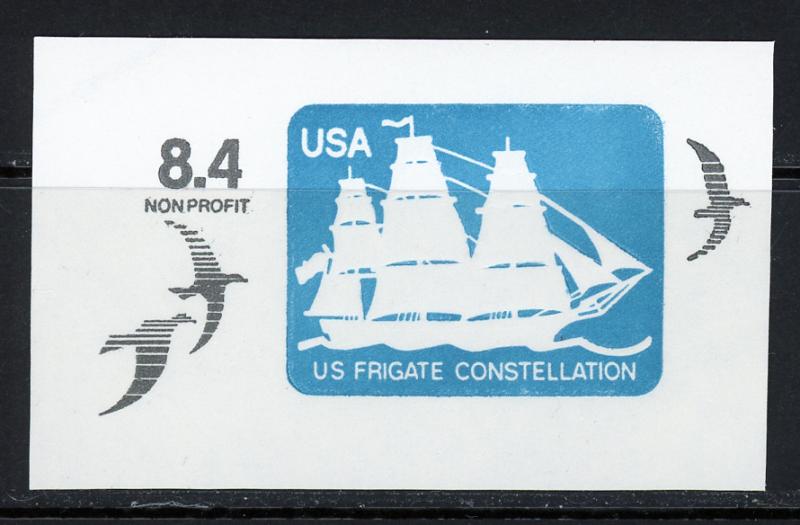 8.4
NONPROFIT
USA
US FRIGATE CONSTELLATION